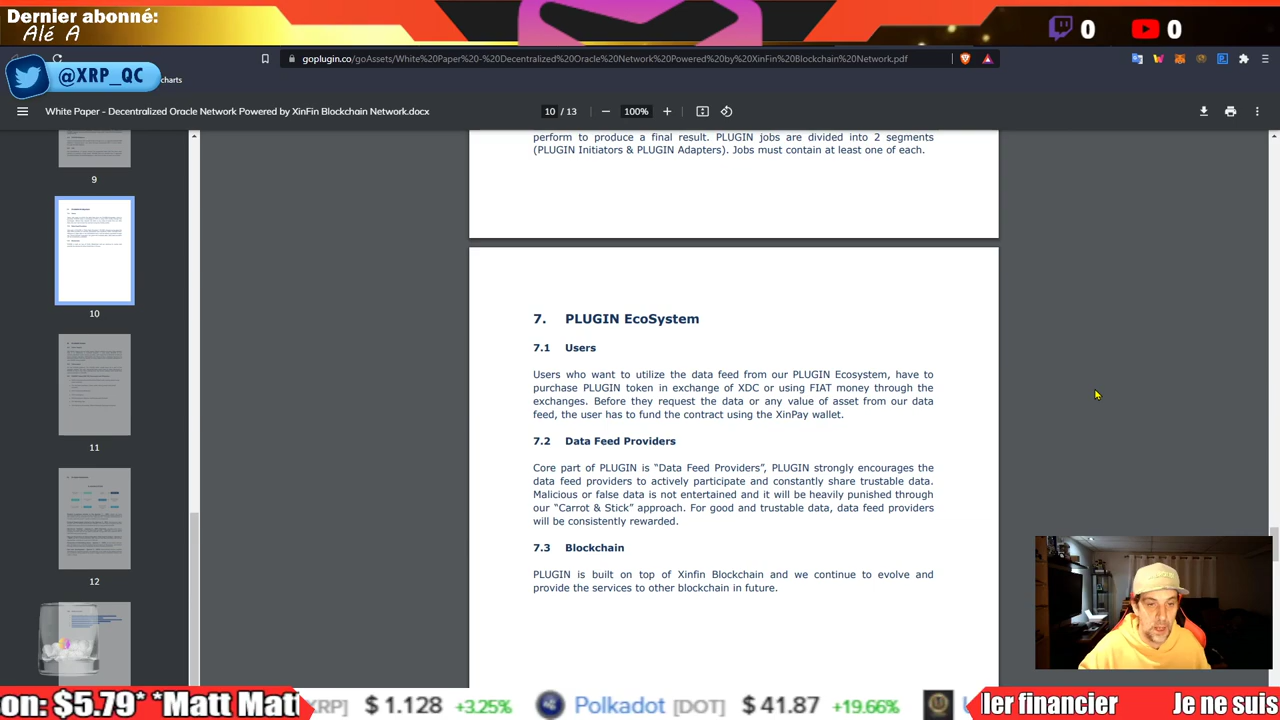 Dernier abonné:
Alé A
0
0
goplugin.co/goAssets/White%20Paper%20-%20Decentralized%20Oracle%20Network%20Powered%20by%20XinFin%20Blockchain%20Network.pdf
@XRP_QC
charts
White Paper - Decentralized Oracle Network Powered by XinFin Blockchain Network.docx
10 / 13
100%
perform to produce a final result. PLUGIN jobs are divided into 2 segments
(PLUGIN Initiators & PLUGIN Adapters). Jobs must contain at least one of each.
9
10
11
12
7. PLUGIN EcoSystem
7.1 Users
Users who want to utilize the data feed from our PLUGIN Ecosystem, have to
purchase PLUGIN token in exchange of XDC or using FIAT money through the
exchanges. Before they request the data or any value of asset from our data
feed, the user has to fund the contract using the XinPay wallet.
7.2 Data Feed Providers
Core part of PLUGIN is “Data Feed Providers”, PLUGIN strongly encourages the
data feed providers to actively participate and constantly share trustable data.
Malicious or false data is not entertained and it will be heavily punished through
our “Carrot & Stick” approach. For good and trustable data, data feed providers
will be consistently rewarded.
7.3 Blockchain
PLUGIN is built on top of Xinfin Blockchain and we continue to evolve and
provide the services to other blockchain in future.
on: $5.79* *Matt Mat
XRP] $ 1.128 +3.25% Polkadot [DOT] $ 41.87 +19.66% U
ler financier Je ne suis